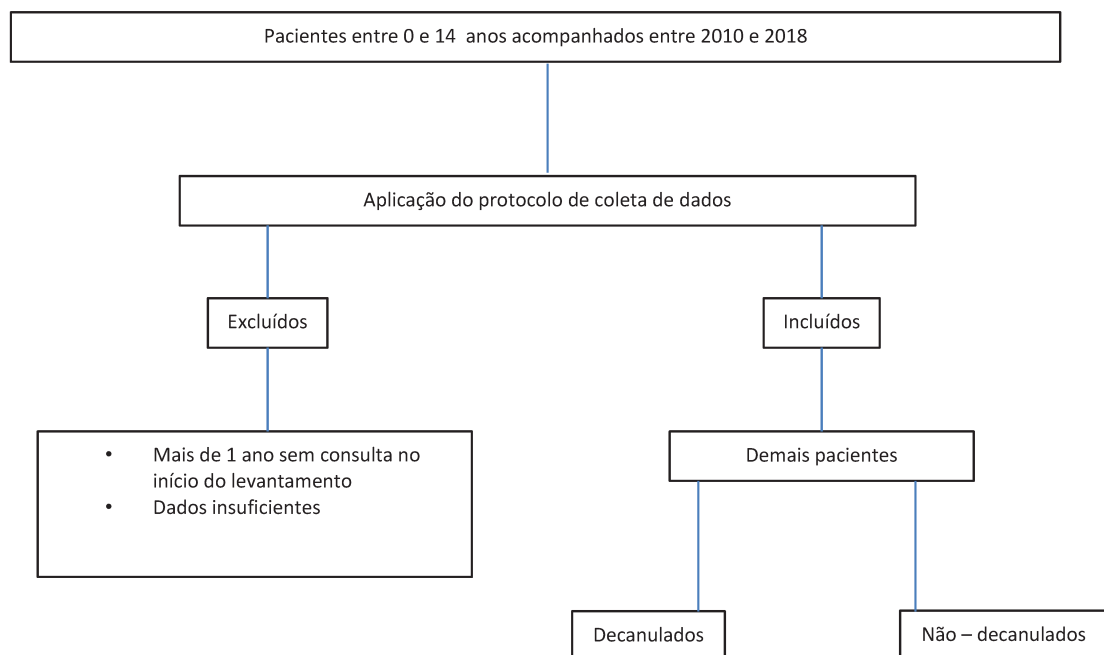 Pacientes entre 0 e 14 anos acompanhados entre 2010 e 2018
Aplicação do protocolo de coleta de dados
Excluídos
Incluídos
• Mais de 1 ano sem consulta no
início do levantamento
• Dados insuficientes
Demais pacientes
Decanulados
Não – decanulados